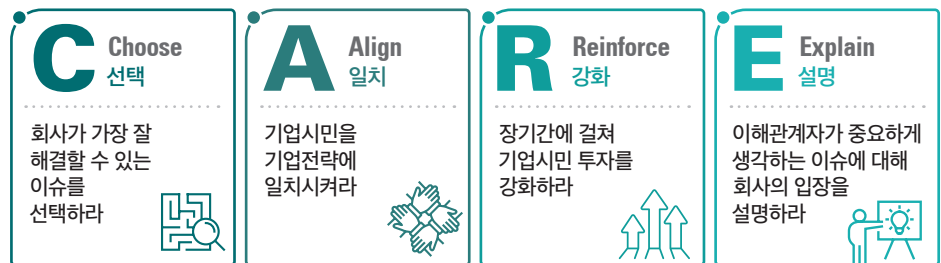 C Choose
선택
회사가 가장 잘
해결할 수 있는
이슈를
선택하라
A Align
일치
기업시민을
기업전략에
일치시켜라
R Reinforce
강화
장기간에 걸쳐
기업시민 투자를
강화하라
E Explain
설명
이해관계자가 중요하게
생각하는 이슈에 대해
회사의 입장을
설명하라